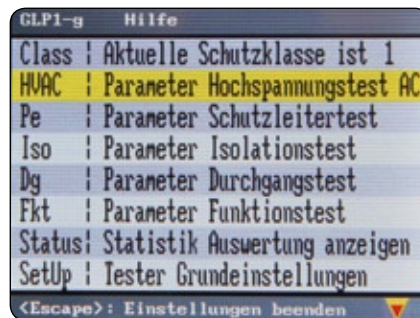 GLP1-g Hilfe
Class ¦ Aktuelle Schutzklasse ist 1
HVAC ¦ Parameter Hochspannungstest AC
Pe ¦ Parameter Schutzleitertest
Iso ¦ Parameter Isolationstest
Dg ¦ Parameter Durchgangstest
Fkt ¦ Parameter Funktionstest
Status¦ Statistik Auswertung anzeigen
SetUp ¦ Tester Grundeinstellungen
<Escape>: Einstellungen beenden